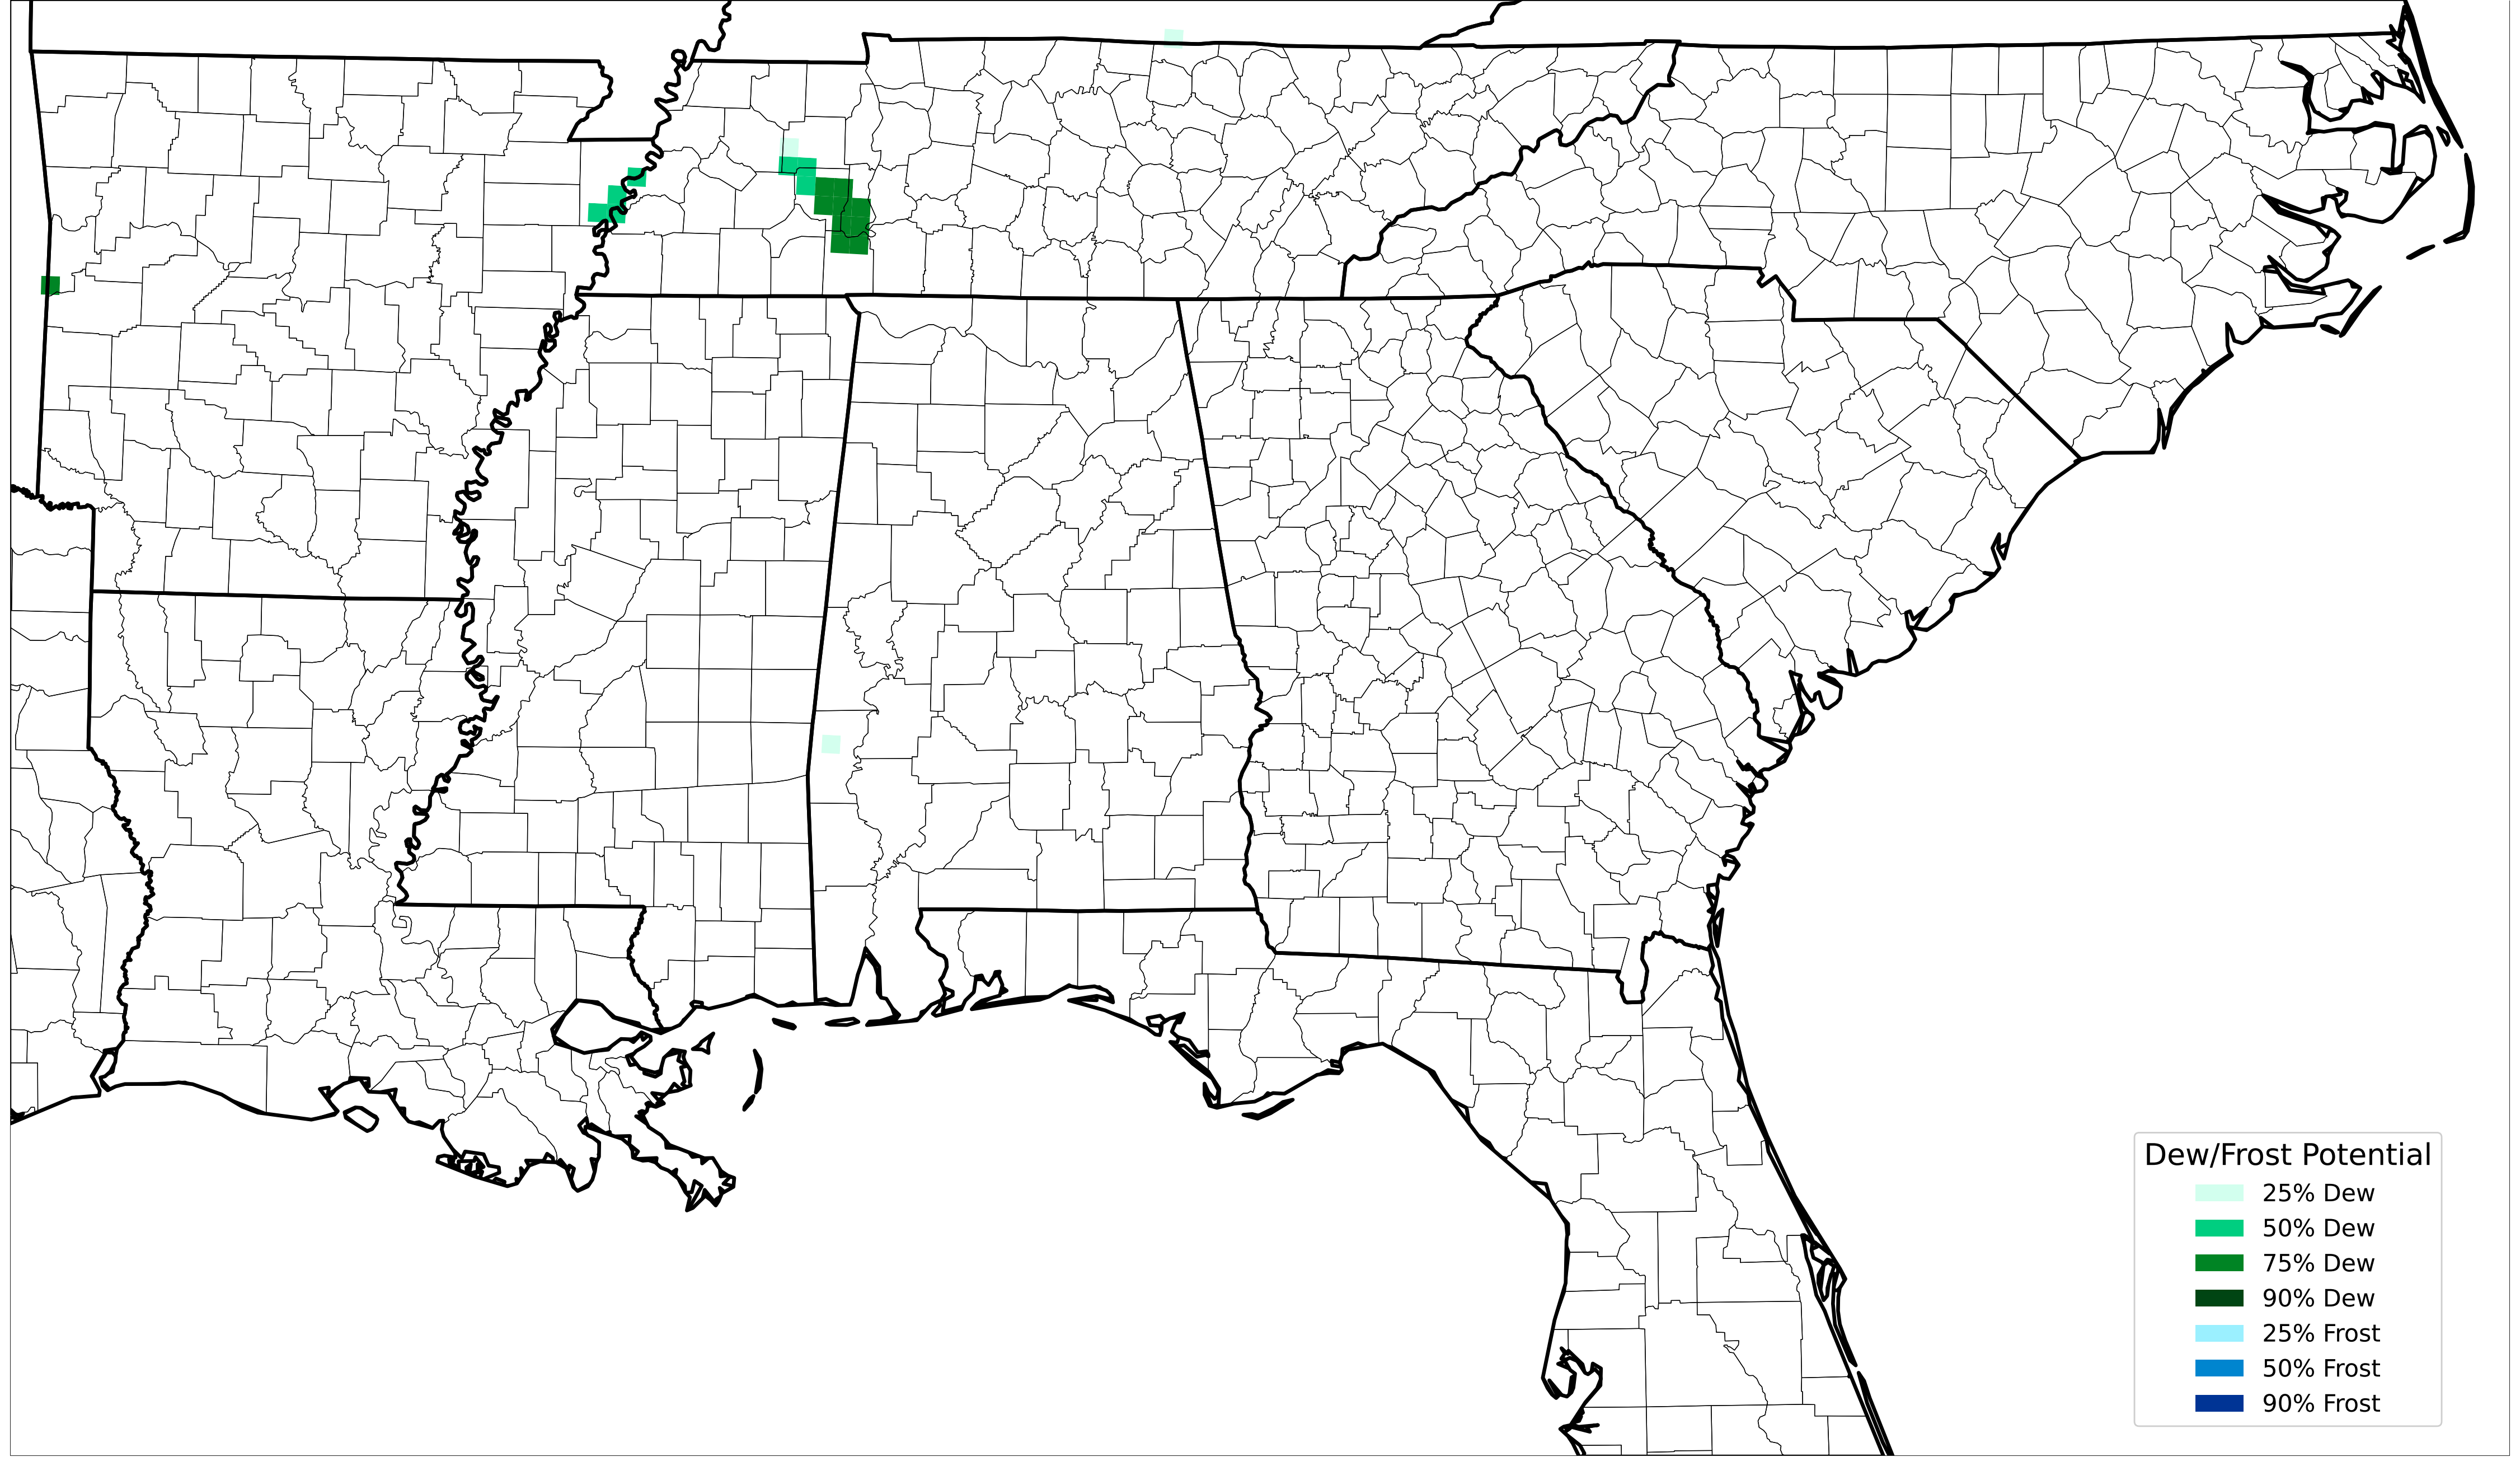 Dew/Frost Potential
25% Dew
50% Dew
75% Dew
90% Dew
25% Frost
50% Frost
90% Frost